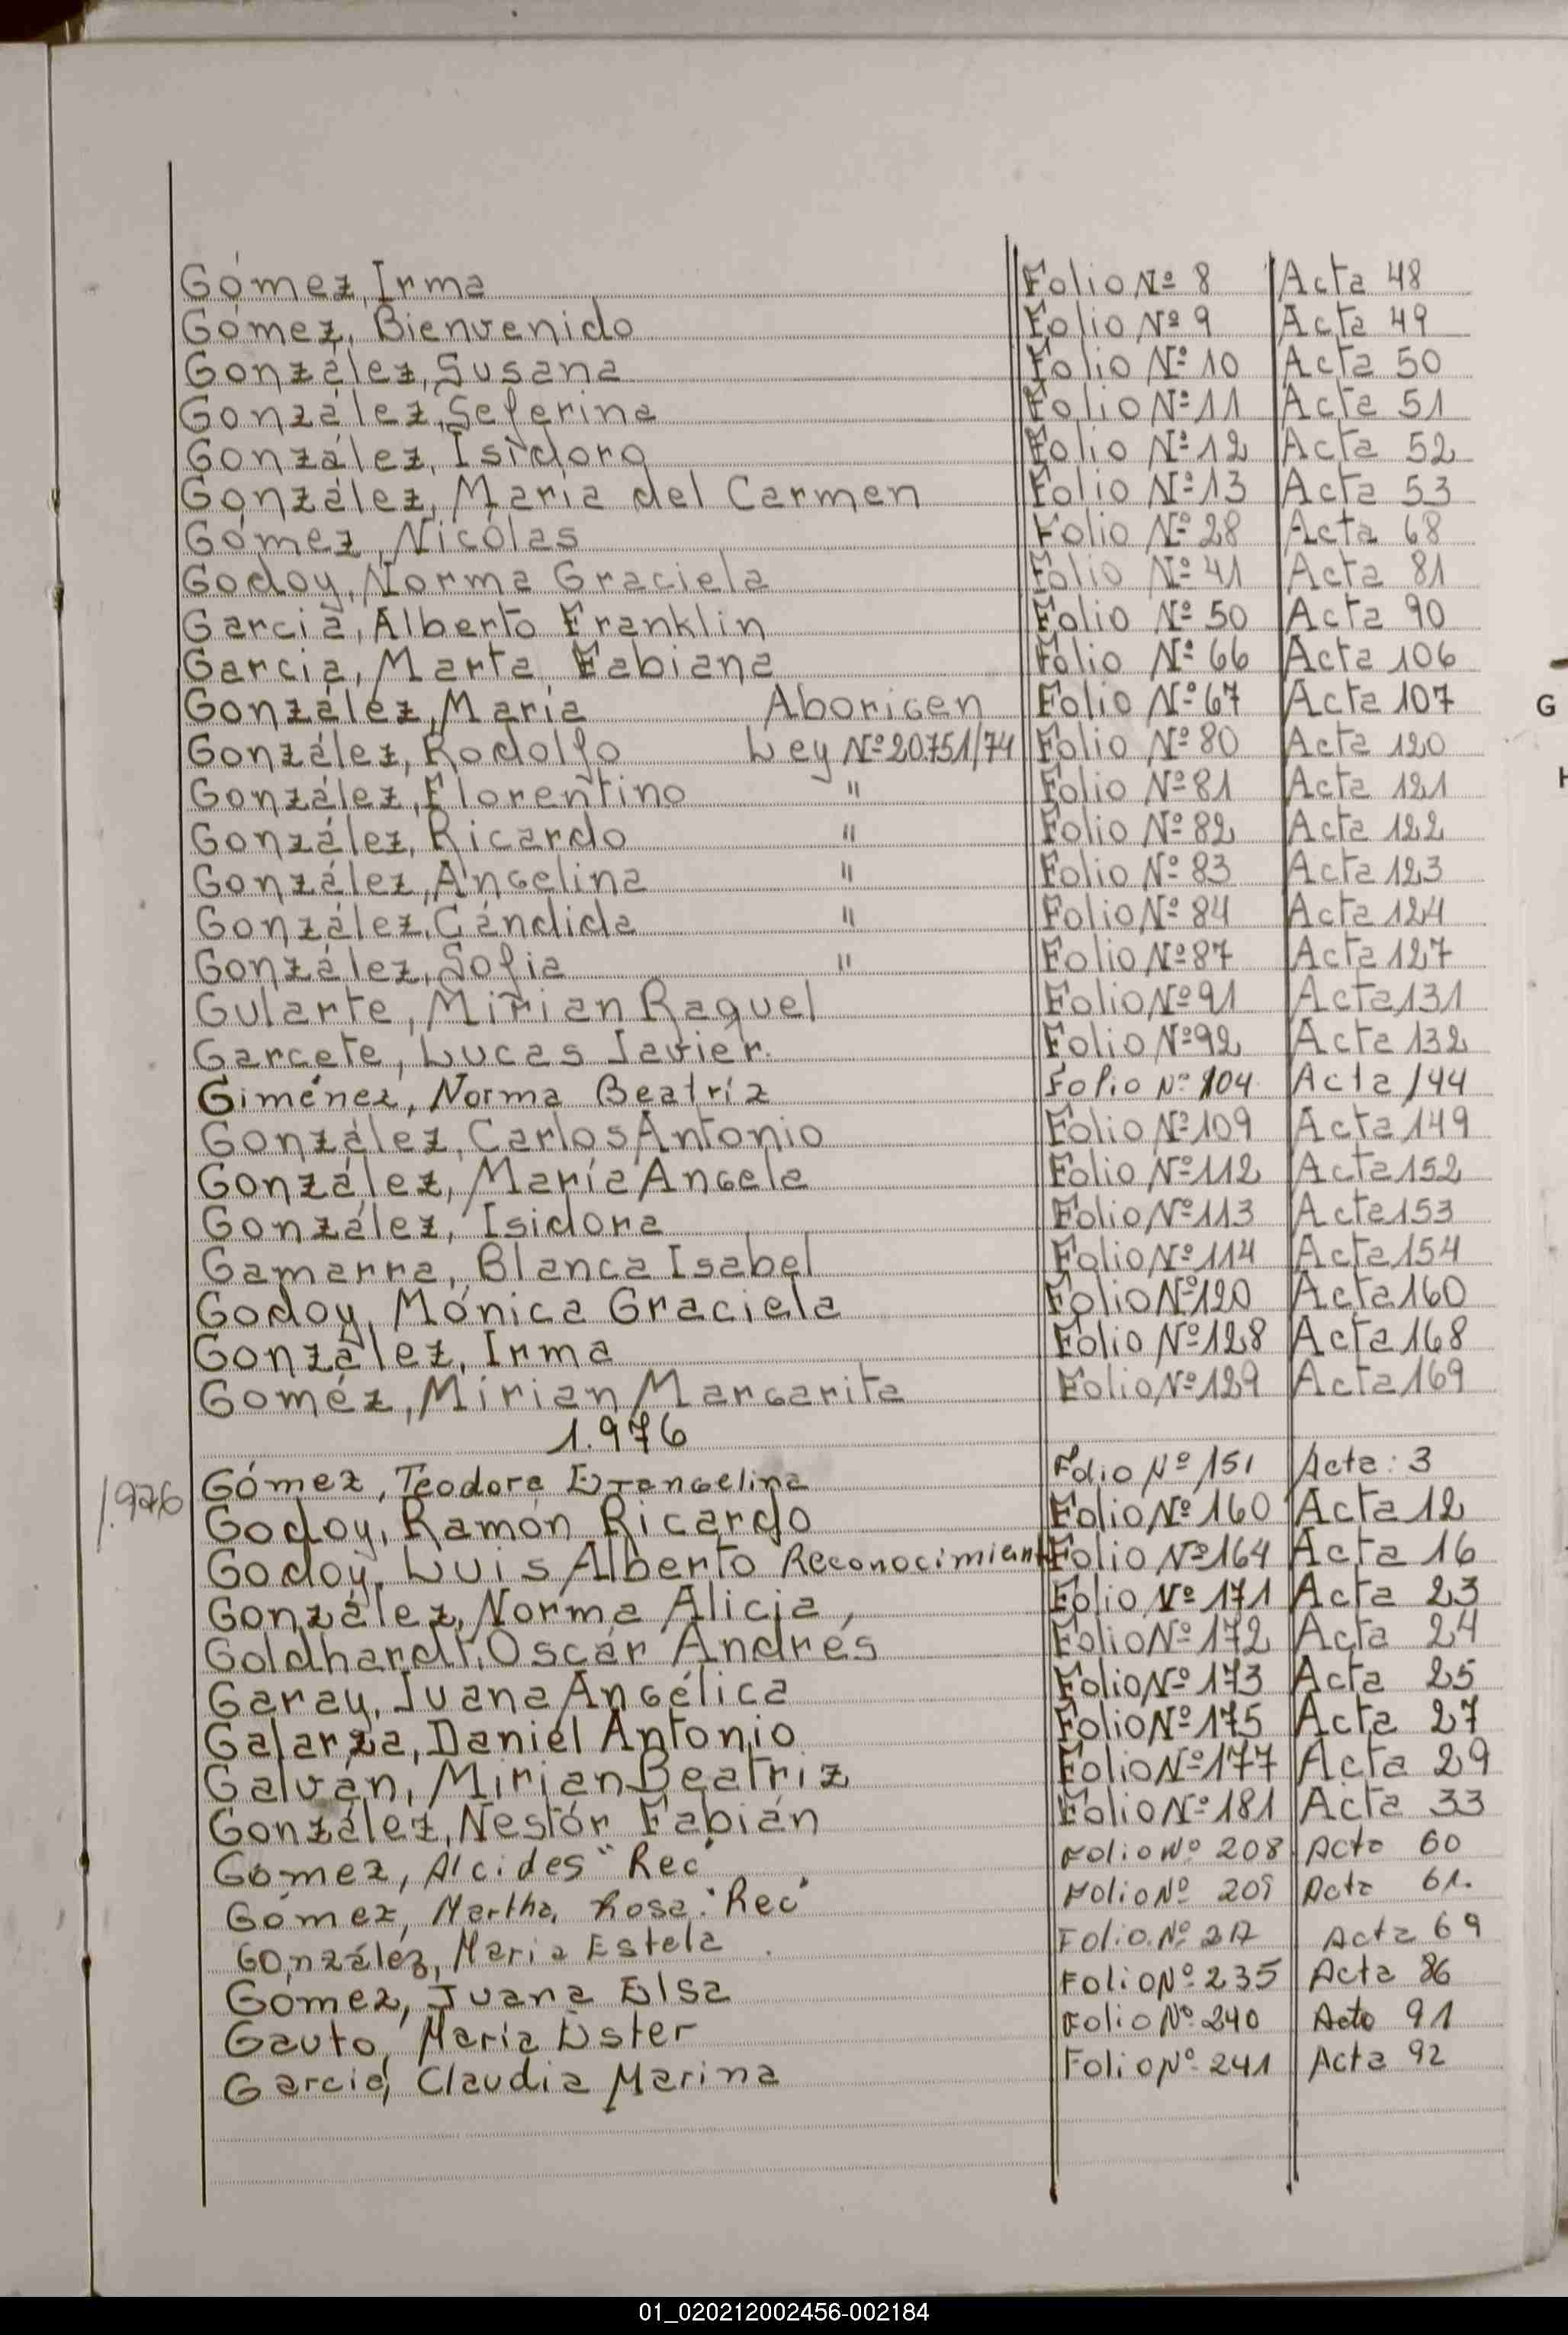 Gómez, Irma Folio Nº 8 Acta 48
Gómez, Bienvenido Folio Nº 9 Acta 49
González, Susana Folio Nº 10 Acta 50
González, Seferina Folio Nº 11 Acta 51
González, Isidoro Folio Nº 12 Acta 52
González, María del Carmen Folio Nº 13 Acta 53
Gómez, Nicólas Folio Nº 28 Acta 68
Godoy, Norma Graciela Folio Nº 41 Acta 81
Garcia, Alberto Franklin Folio Nº 50 Acta 90
Garcia, Marta Fabiana Folio Nº 66 Acta 106
González, María Aborigen Folio Nº 67 Acta 107
González, Rodolfo Ley Nº 20.751/74 Folio Nº 80 Acta 120
González, Florentino " Folio Nº 81 Acta 121
González, Ricardo " Folio Nº 82 Acta 122
González, Angelina " Folio Nº 83 Acta 123
González, Cándida " Folio Nº 84 Acta 124
González, Sofia " Folio Nº 87 Acta 127
Gularte, Mirian Raquel Folio Nº 91 Acta 131
Garcete, Lucas Javier. Folio Nº 92 Acta 132
Giménez, Norma Beatríz Folio Nº 104 Acta 144
González, Carlos Antonio Folio Nº 109 Acta 149
González, María Angela Folio Nº 112 Acta 152
González, Isidora Folio Nº 113 Acta 153
Gamarra, Blanca Isabel Folio Nº 114 Acta 154
Godoy, Mónica Graciela Folio Nº 120 Acta 160
González, Irma Folio Nº 128 Acta 168
Goméz, Mirian Margarita Folio Nº 129 Acta 169
1.976
1.976 Gómez, Teodora Evangelina Folio Nº 151 Acta: 3
Godoy, Ramón Ricardo Folio Nº 160 Acta 12
Godoy, Luis Alberto Reconocimiento Folio Nº 164 Acta 16
González, Norma Alicia, Folio Nº 171 Acta 23
Goldhardt, Oscár Andrés Folio Nº 172 Acta 24
Garay, Juana Angélica Folio Nº 173 Acta 25
Galarza, Daniel Antonio Folio Nº 175 Acta 27
Galván, Mirian Beatriz Folio Nº 177 Acta 29
González, Nestór Fabián Folio Nº 181 Acta 33
Gomez, Alcides "Rec" Folio Nº 208 Acta 60
Gómez, Martha, Rosa. "Rec" Folio Nº 209 Acta 61.
González, Maria Estela. Folio. Nº 217 Acta 69
Gomez, Juana Elsa Folio Nº 235 Acta 86
Gauto, María Ester Folio Nº 240 Acta 91
Garcia, Claudia Marina Folio Nº 241 Acta 92
G
H
01_020212002456-002184